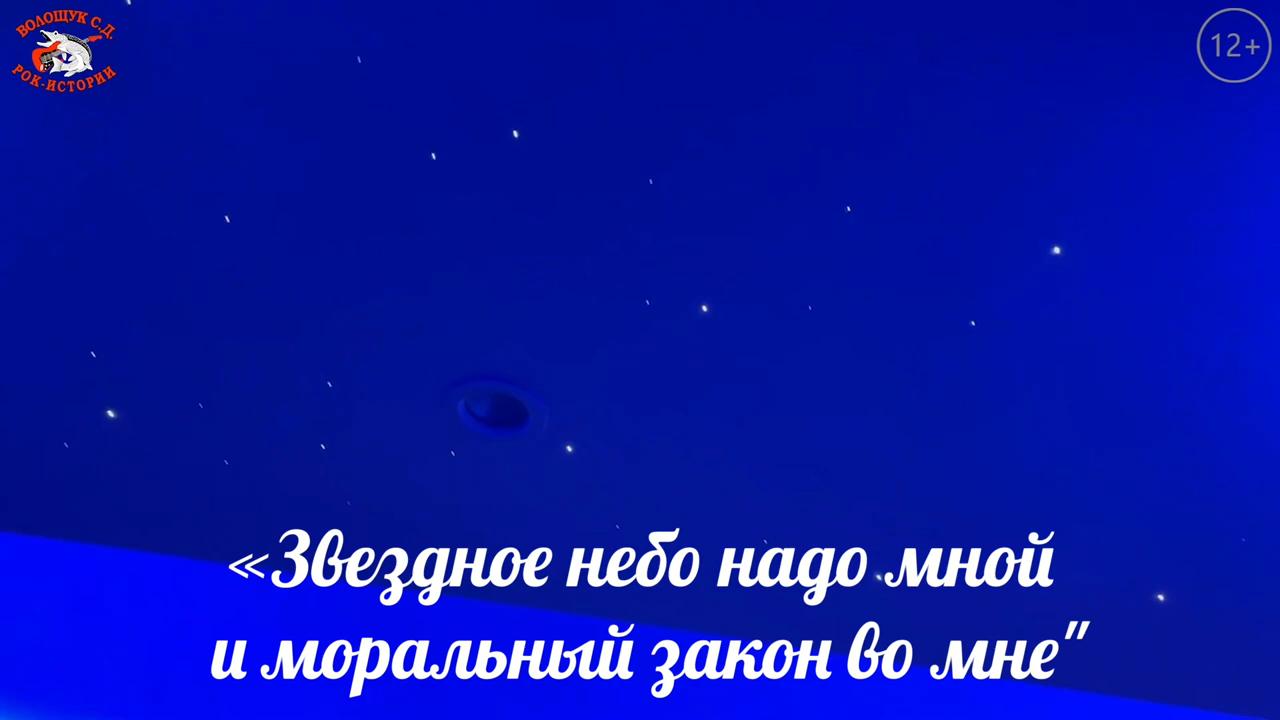 ВОЛОЩУК С.Д.
РОК-ИСТОРИИ
12+
«Звездное небо надо мной
и моральный закон во мне"